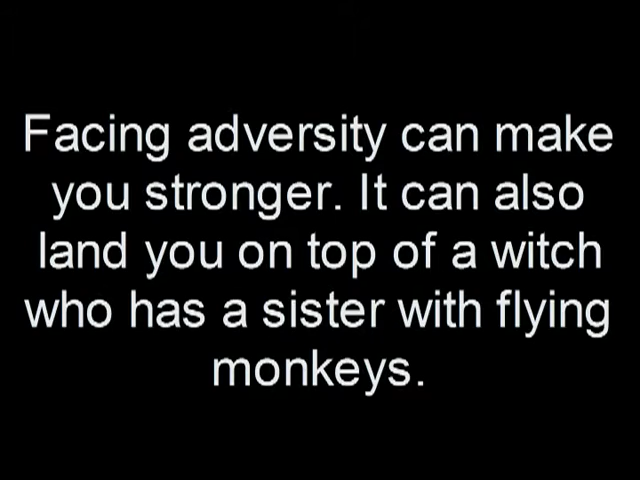 Facing adversity can make
you stronger. It can also
land you on top of a witch
who has a sister with flying
monkeys.